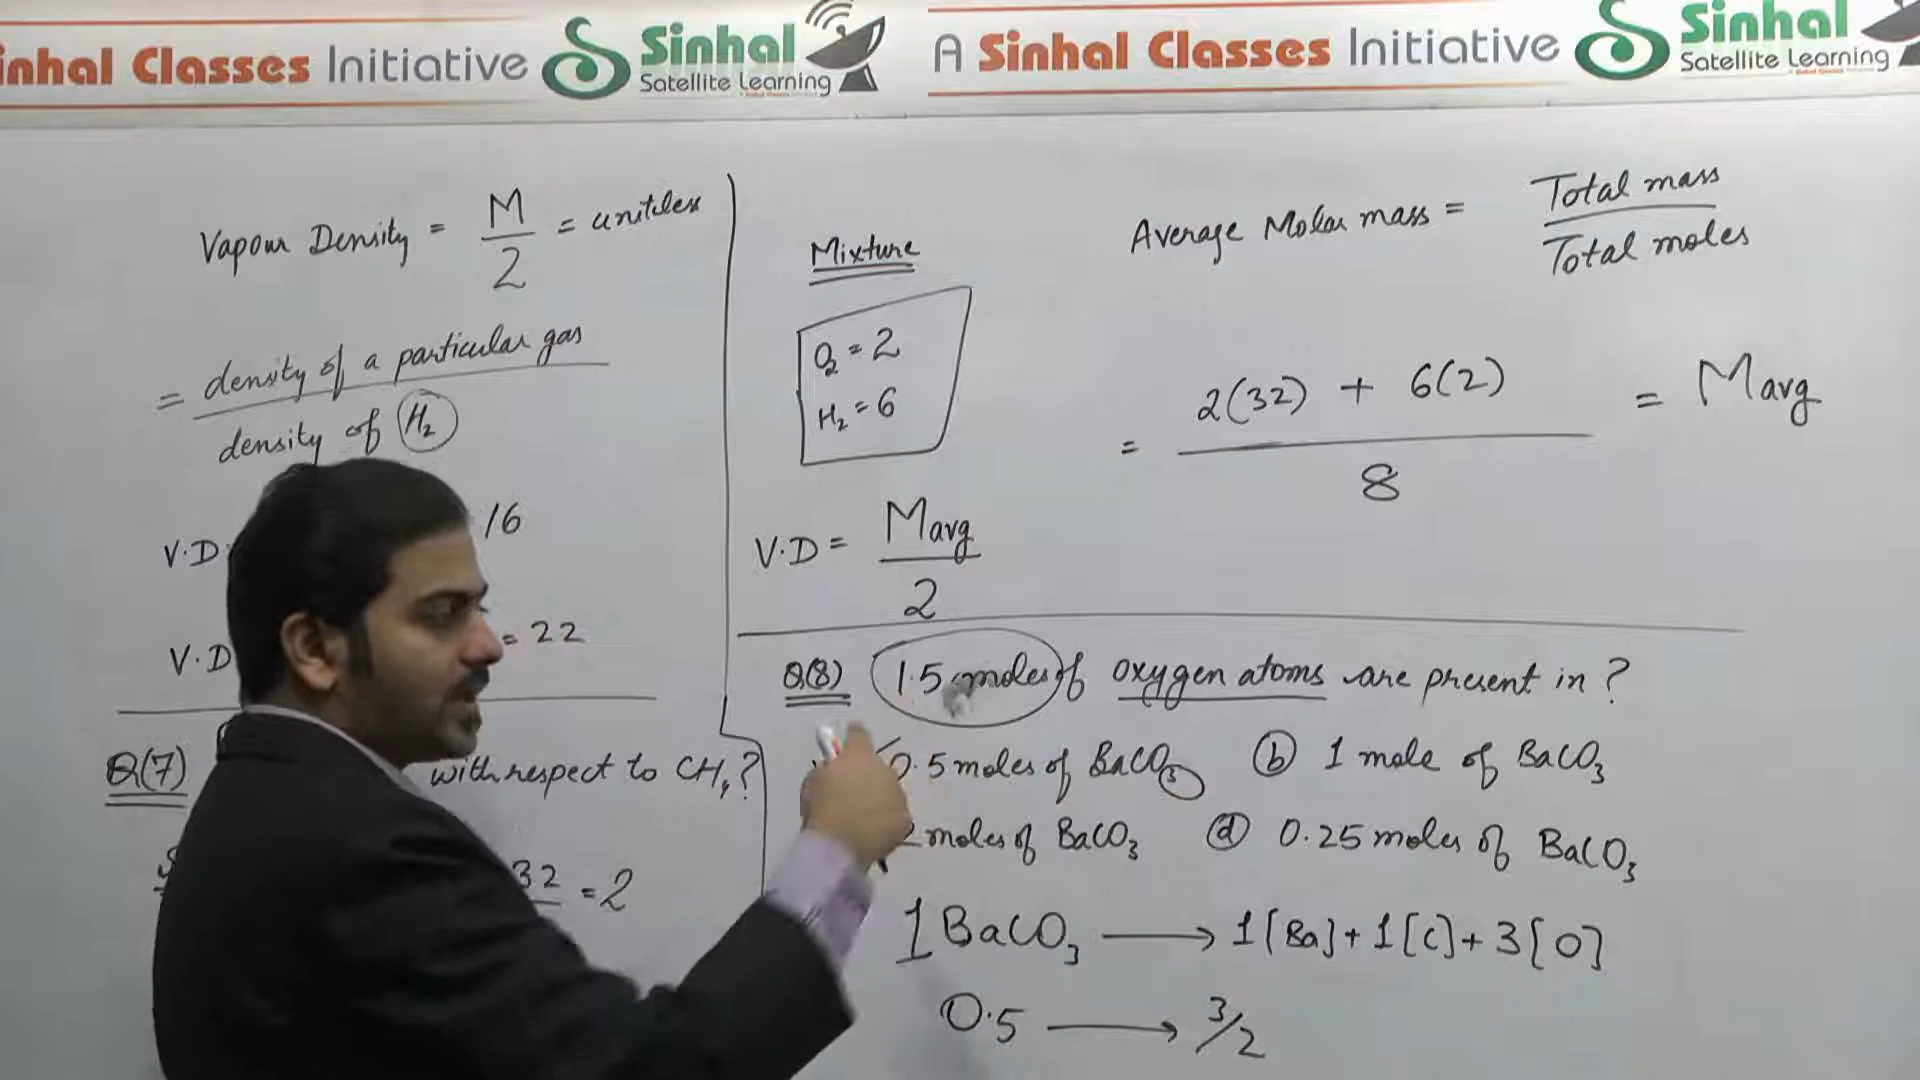 inhal Classes Initiative
Sinhal
Satellite Learning
A Sinhal Classes Initiative
Sinhal
Satellite Learning
Vapour Density = M/2 = unitless
= density of a particular gas
density of H₂
V.D 16
V.D = 22
Q(7) with respect to CH₄?
32 = 2
Mixture
O₂ = 2
H₂ = 6
V.D = Mavg/2
Average Molar mass = Total mass
Total moles
= 2(32) + 6(2) = Mavg
8
Q(8) 1.5 moles of oxygen atoms are present in?
0.5 moles of BaCO₃ (b) 1 mole of BaCO₃
2 moles of BaCO₃ (d) 0.25 moles of BaCO₃
1BaCO₃ → 1[Ba] + 1[C] + 3[O]
0.5 → 3/2